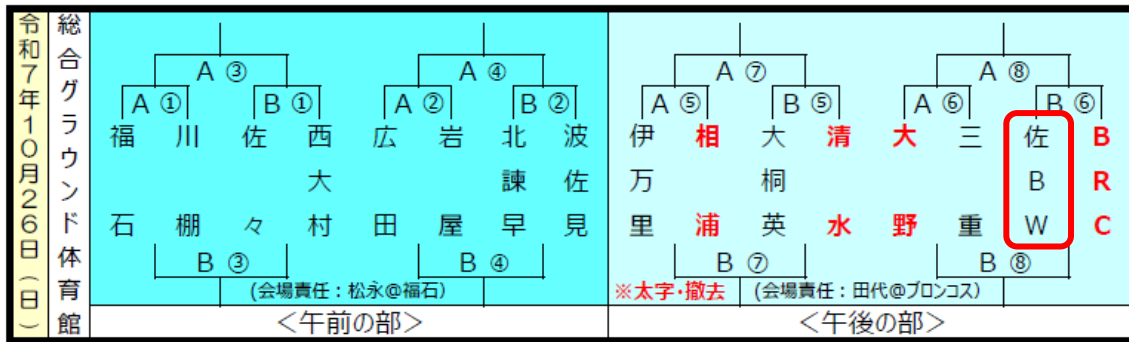 令和7年10月26日(日)
総合グラウンド体育館
A ③
A ④
A ①
B ①
A ②
B ②
福石
川棚
佐々
西大村
広田
岩屋
北諫早
波佐見
B ③
B ④
(会場責任：松永@福石)
<午前の部>
A ⑦
A ⑧
A ⑤
B ⑤
A ⑥
B ⑥
伊万里
相浦
大桐英
清水
大野
三重
佐BW
BRC
B ⑦
B ⑧
※太字・撤去
(会場責任：田代@ブロンコス)
<午後の部>